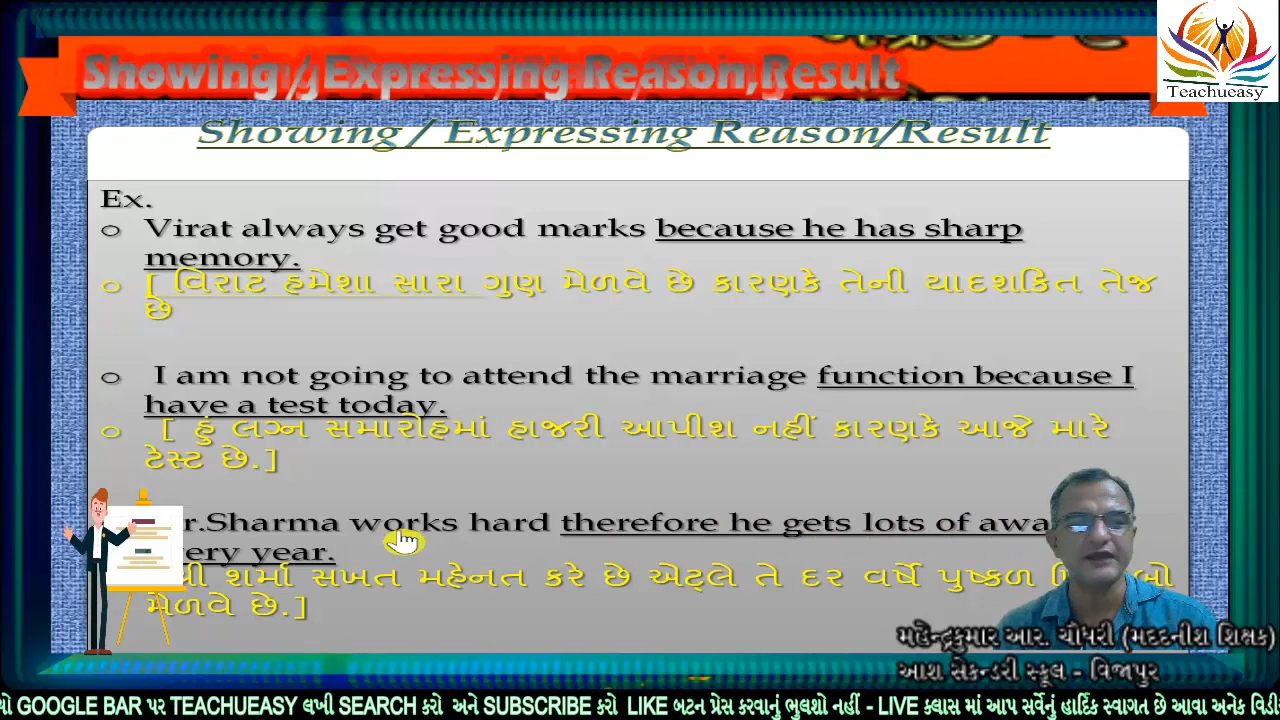 Showing / Expressing Reason,Result
Teachueasy
Showing / Expressing Reason/Result
Ex.
Virat always get good marks because he has sharp
memory.
[ વિરાટ હમેશા સારા ગુણ મેળવે છે કારણકે તેની યાદશકિત તેજ
છે
I am not going to attend the marriage function because I
have a test today.
[ હું લગ્ન સમારોહમાં હાજરી આપીશ નહીં કારણકે આજે મારે
ટેસ્ટ છે.]
r.Sharma works hard therefore he gets lots of awa
ery year.
શ્રી શર્મા સખત મહેનત કરે છે એટ્લે તે દર વર્ષે પુષ્કળ
મેળવે છે.]
મહેન્દ્રકુમાર આર. ચૌધરી (મદદનીશ શિક્ષક)
આશ સેકન્ડરી સ્કૂલ - વિજાપુર
યો GOOGLE BAR પર TEACHUEASY લખી SEARCH કરો અને SUBSCRIBE કરો LIKE બટન પ્રેસ કરવાનું ભુલશો નહીં - LIVE ક્લાસ માં આપ સર્વેનું હાર્દિક સ્વાગત છે આવા અનેક વિડી